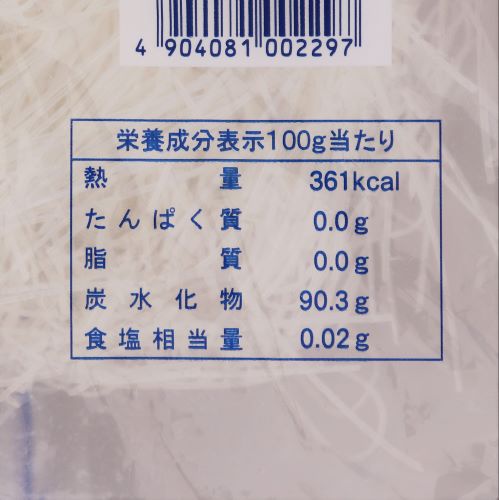 4 904081 002297
栄養成分表示100g当たり
熱量 361kcal
たんぱく質 0.0g
脂質 0.0g
炭水化物 90.3g
食塩相当量 0.02g